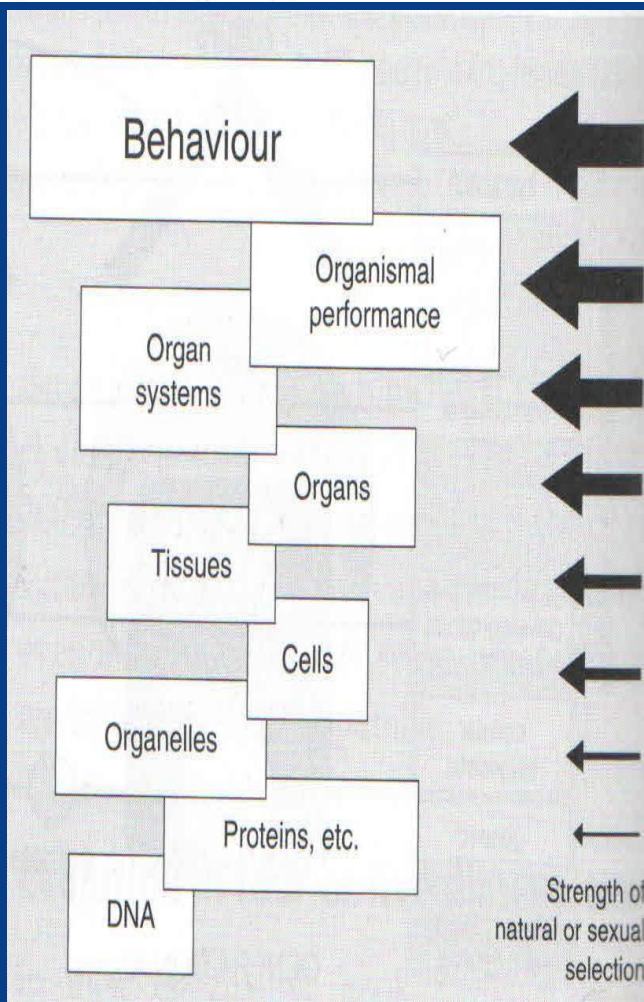 Behaviour
Organismal
performance
Organ
systems
Organs
Tissues
Cells
Organelles
Proteins, etc.
DNA
Strength of
natural or sexual
selection